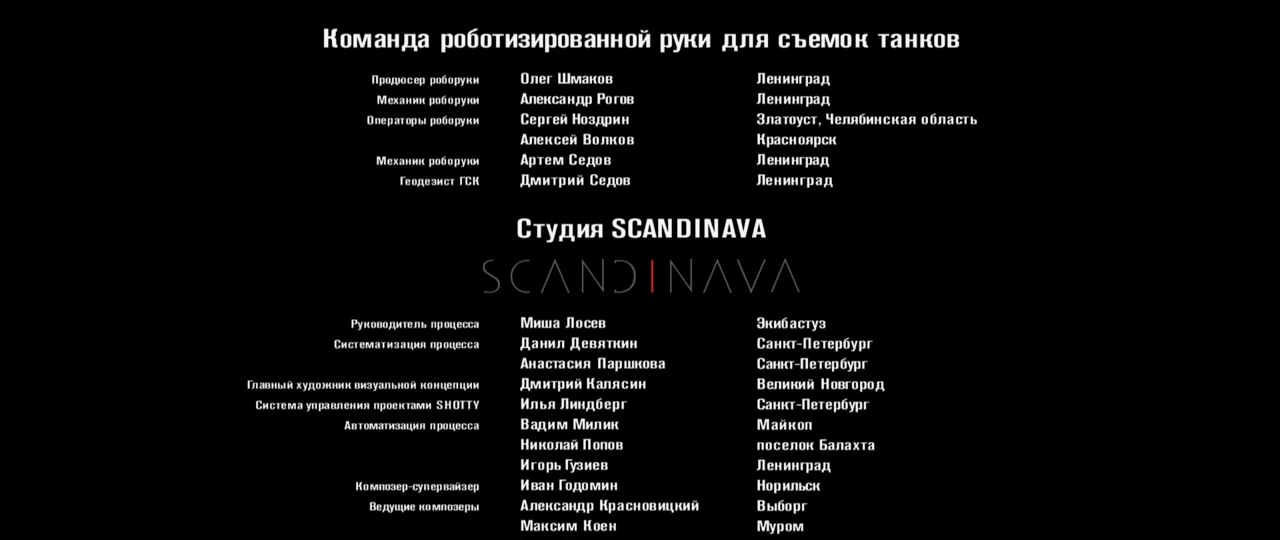 Команда роботизированной руки для съемок танков
Продюсер роборуки Олег Шмаков Ленинград
Механик роборуки Александр Рогов Ленинград
Операторы роборуки Сергей Ноздрин Златоуст, Челябинская область
Алексей Волков Красноярск
Механик роборуки Артем Седов Ленинград
Геодезист ГСК Дмитрий Седов Ленинград
Студия SCANDINAVA
SCANDINAVA
Руководитель процесса Миша Лосев Экибастуз
Систематизация процесса Данил Девяткин Санкт-Петербург
Анастасия Паршкова Санкт-Петербург
Главный художник визуальной концепции Дмитрий Калясин Великий Новгород
Система управления проектами SHOTTY Илья Линдберг Санкт-Петербург
Автоматизация процесса Вадим Милик Майкоп
Николай Попов поселок Балахта
Игорь Гузиев Ленинград
Композер-супервайзер Иван Годомин Норильск
Ведущие композеры Александр Красновицкий Выборг
Максим Коен Муром